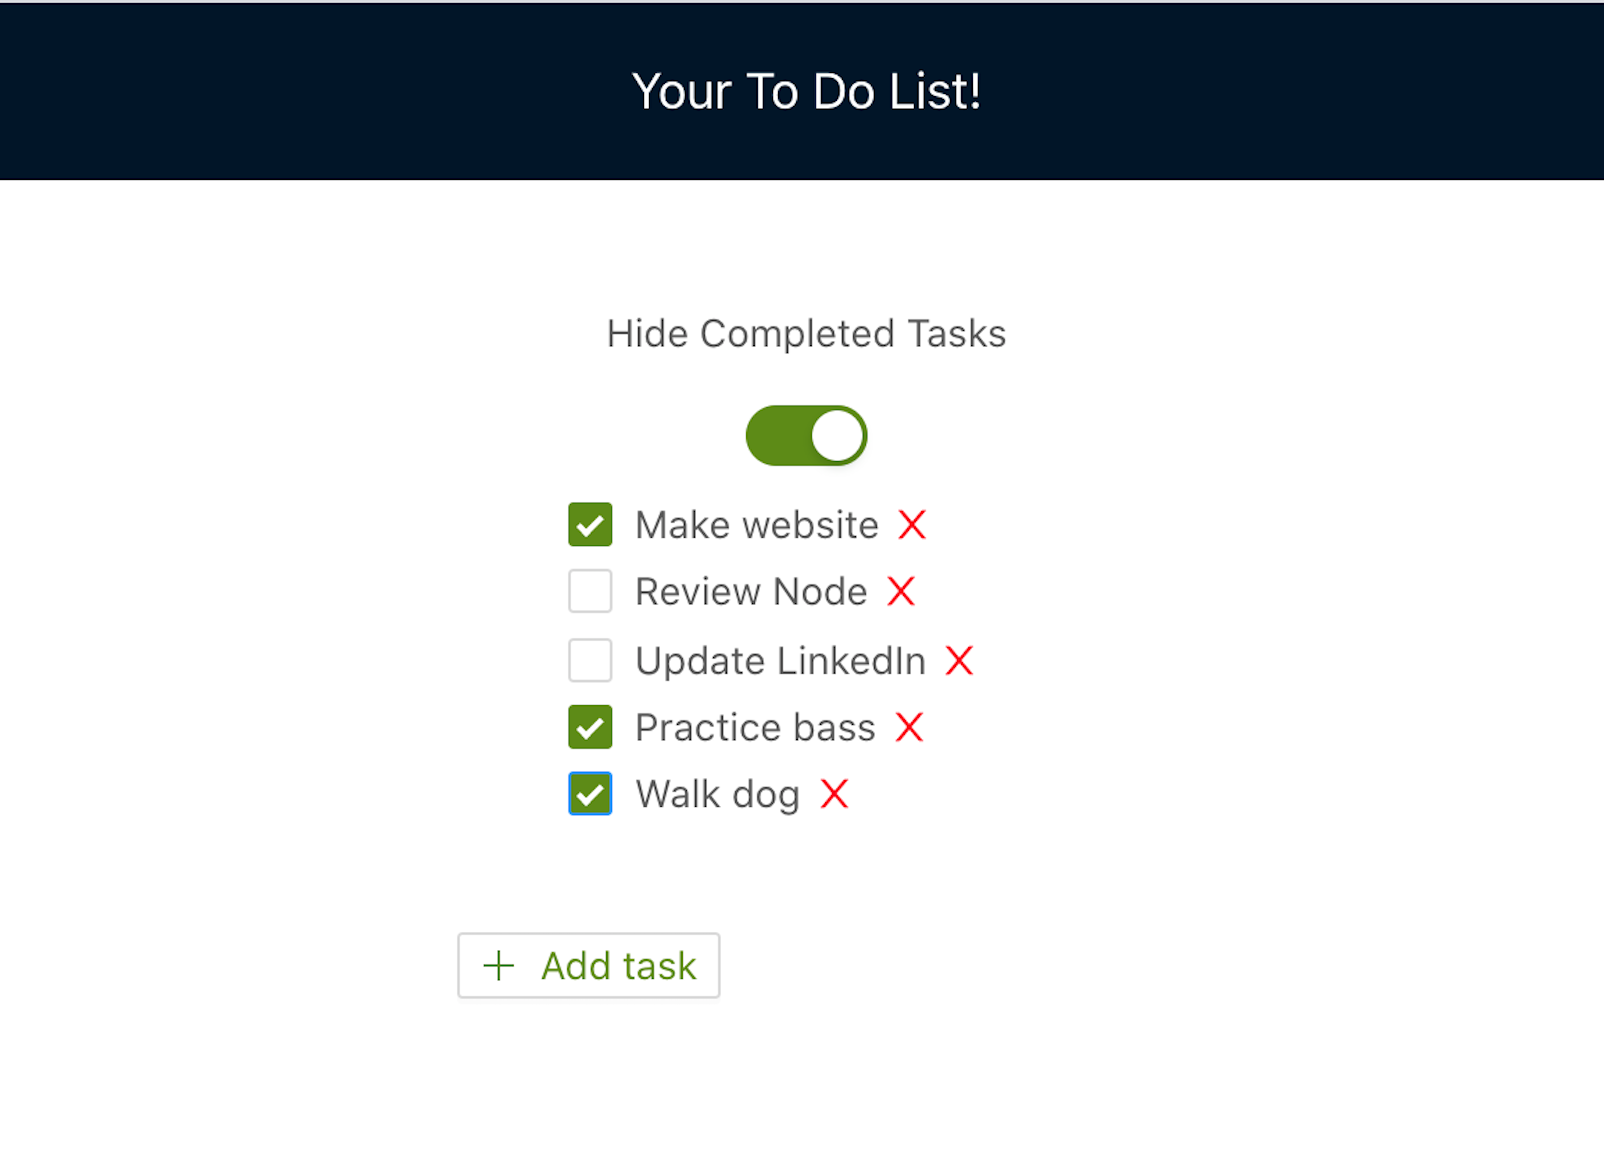 Your To Do List!
Hide Completed Tasks
Make website X
Review Node X
Update LinkedIn X
Practice bass X
Walk dog X
+ Add task